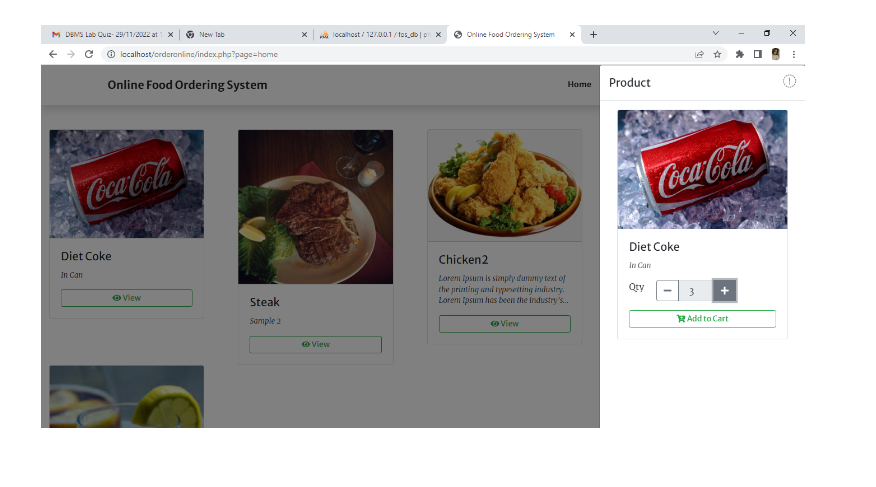 DBMS Lab Quiz- 29/11/2022 at 1
New Tab
localhost / 127.0.0.1 / fos_db | ph
Online Food Ordering System
localhost/orderonline/index.php?page=home
Online Food Ordering System
Home
Product
Coca-Cola
Diet Coke
In Can
View
Steak
Sample 3
View
Chicken2
Lorem Ipsum is simply dummy text of
the printing and typesetting industry.
Lorem Ipsum has been the industry's...
View
Coca-Cola
Diet Coke
In Can
Qty
3
Add to Cart